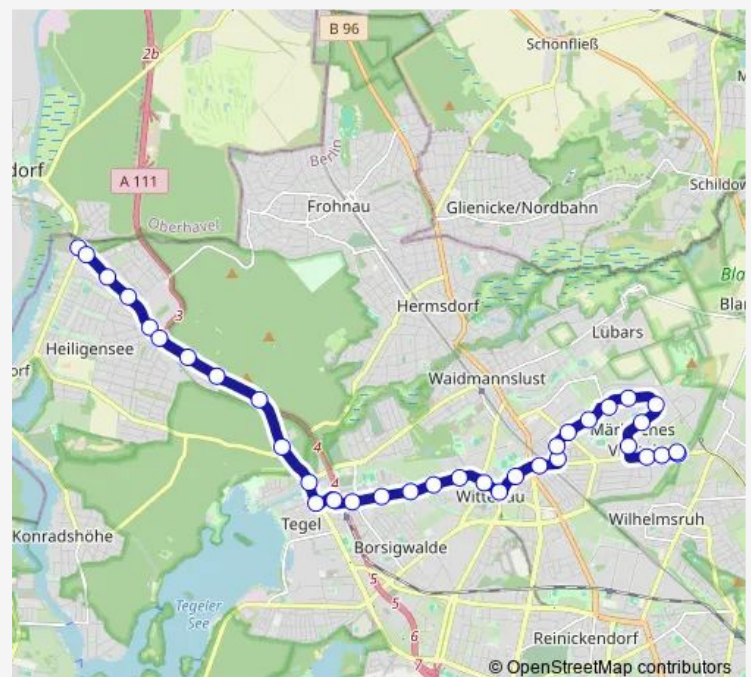 B 96
Schönfließ
2b
dorf
A 111
Berlin
Schildow
Frohnau
Glienicke/Nordbahn
Oberhavel
3
Hermsdorf
Lübars
Heiligensee
Waidmannslust
4
4
Wittenau
Wilhelmsruh
Tegel
Konradshöhe
Borsigwalde
5
Tegeler
See
5
6
Reinickendorf
7
© OpenStreetMap contributors